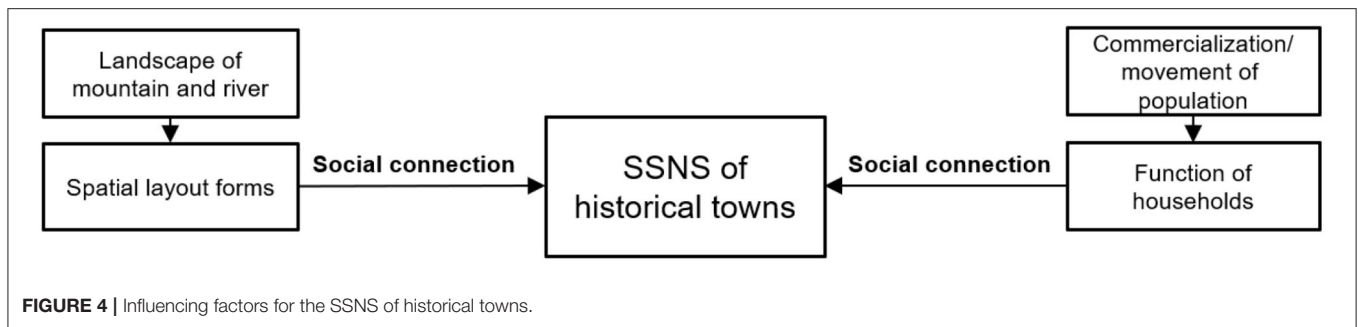 Landscape of
mountain and river
Spatial layout forms
Social connection
SSNS of
historical towns
Social connection
Commercialization/
movement of
population
Function of
households
FIGURE 4 | Influencing factors for the SSNS of historical towns.